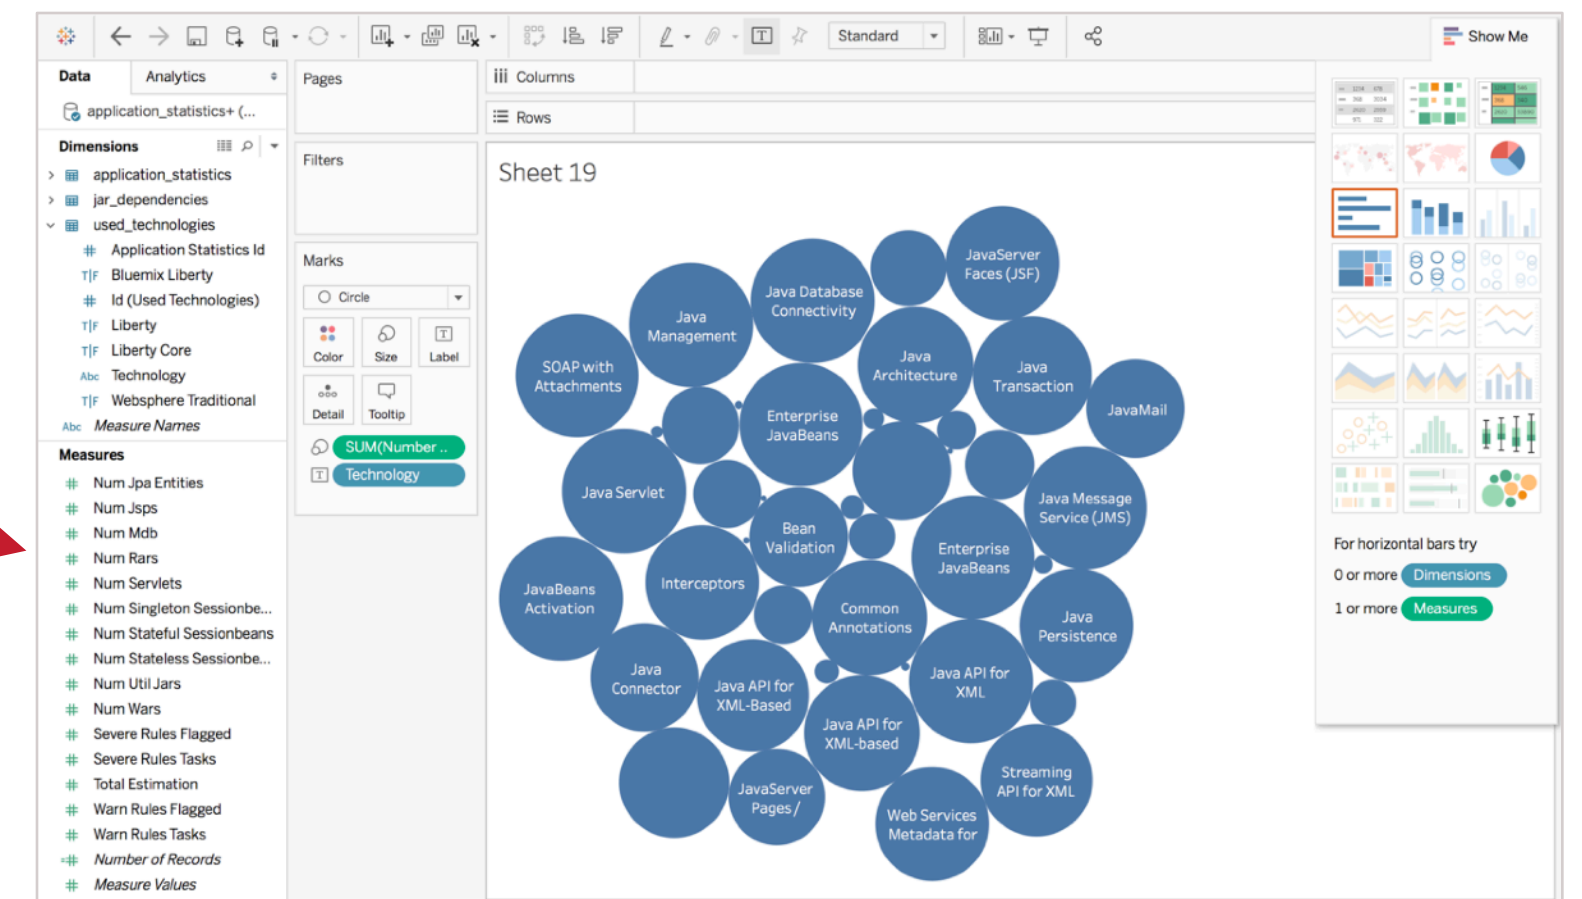 Standard
Show Me
Data
Analytics
application_statistics+ (...
Dimensions
application_statistics
jar_dependencies
used_technologies
# Application Statistics Id
T|F Bluemix Liberty
# Id (Used Technologies)
T|F Liberty
T|F Liberty Core
Abc Technology
T|F Websphere Traditional
Abc Measure Names
Measures
# Num Jpa Entities
# Num Jsps
# Num Mdb
# Num Rars
# Num Servlets
# Num Singleton Sessionbe...
# Num Stateful Sessionbeans
# Num Stateless Sessionbe...
# Num Util Jars
# Num Wars
# Severe Rules Flagged
# Severe Rules Tasks
# Total Estimation
# Warn Rules Flagged
# Warn Rules Tasks
=# Number of Records
# Measure Values
Pages
Filters
Marks
Circle
Color
Size
T
Label
Detail
Tooltip
SUM(Number ..
T Technology
Columns
Rows
Sheet 19
JavaServer
Faces (JSF)
Java Database
Connectivity
Java
Management
SOAP with
Attachments
Java
Architecture
Java
Transaction
JavaMail
Enterprise
JavaBeans
Java Servlet
Java Message
Service (JMS)
Bean
Validation
Enterprise
JavaBeans
Interceptors
JavaBeans
Activation
Common
Annotations
Java
Persistence
Java
Connector
Java API for
XML-Based
Java API for
XML
Java API for
XML-based
Streaming
API for XML
JavaServer
Pages /
Web Services
Metadata for
For horizontal bars try
0 or more Dimensions
1 or more Measures